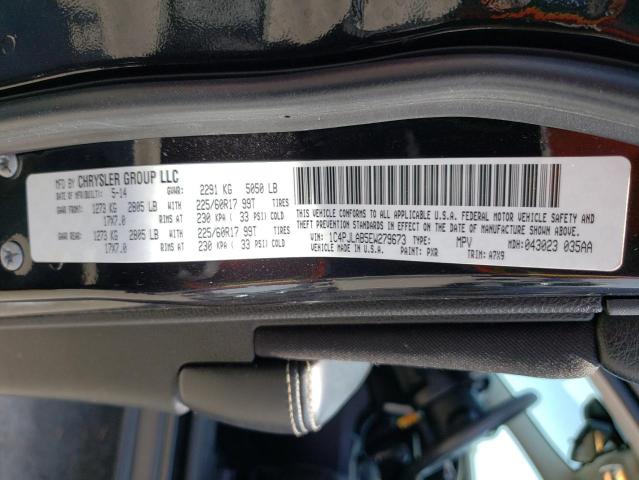 MFD BY CHRYSLER GROUP LLC
DATE OF MFR/BUILT: 5-14 GVWR: 2291 KG 5050 LB
GAWR FRONT: 1273 KG 2805 LB WITH 225/60R17 99T TIRES
17X7.0 RIMS AT 230 KPA ( 33 PSI) COLD
GAWR REAR: 1273 KG 2805 LB WITH 225/60R17 99T TIRES
17X7.0 RIMS AT 230 KPA ( 33 PSI) COLD
THIS VEHICLE CONFORMS TO ALL APPLICABLE U.S.A. FEDERAL MOTOR VEHICLE SAFETY AND
THEFT PREVENTION STANDARDS IN EFFECT ON THE DATE OF MANUFACTURE SHOWN ABOVE.
VIN: 1C4PJLAB5EW279673 TYPE: MPV MDH: 043023 035AA
VEHICLE MADE IN U.S.A. PAINT: PXR TRIM: A7X9